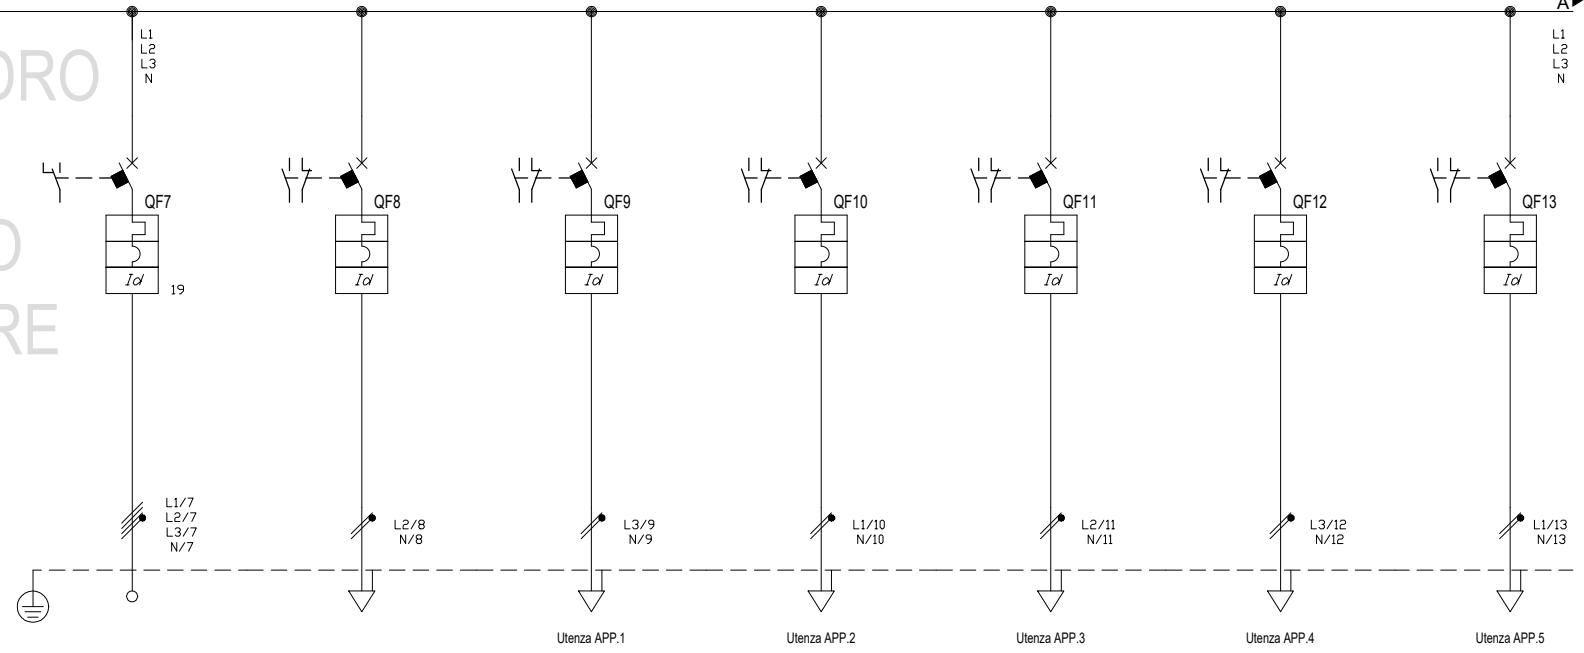 A
L1
L2
L3
N
L1
L2
L3
N
ORO
O
RE
QF7
QF8
QF9
QF10
QF11
QF12
QF13
Id
Id
Id
Id
Id
Id
Id
19
L1/7
L2/7
L3/7
N/7
L2/8
N/8
L3/9
N/9
L1/10
N/10
L2/11
N/11
L3/12
N/12
L1/13
N/13
Utenza APP.1
Utenza APP.2
Utenza APP.3
Utenza APP.4
Utenza APP.5